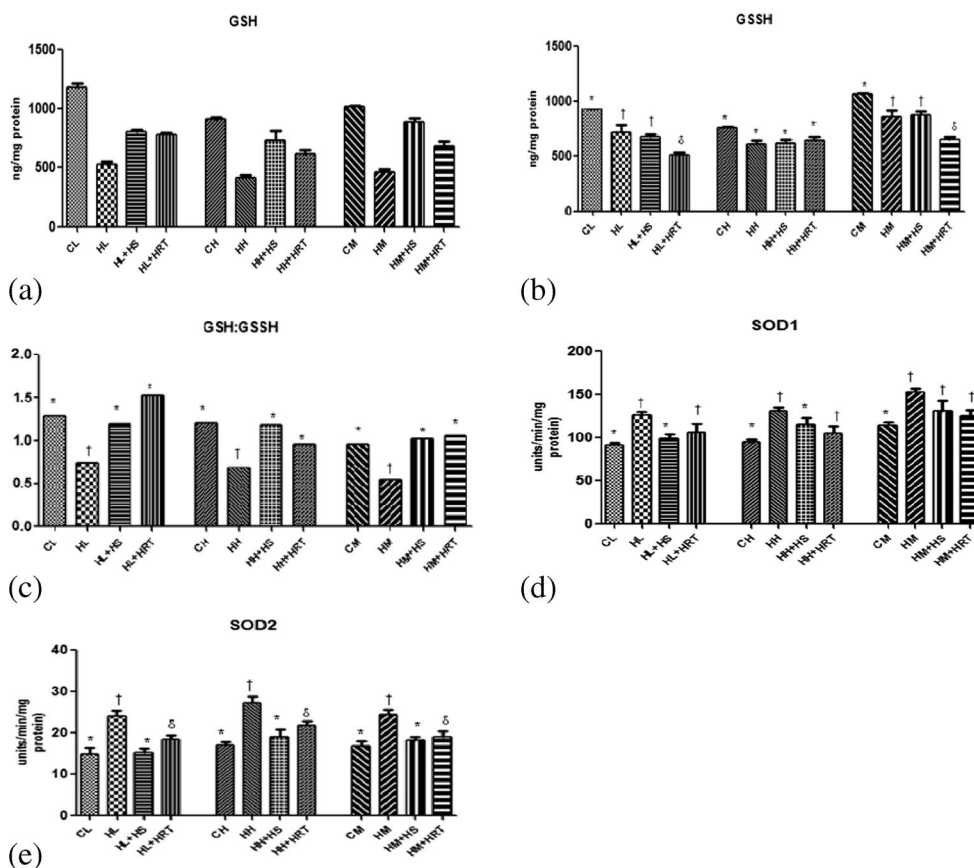 GSH
1500
1000
500
0
ng/mg protein
CL HL HL+HS HL+HRT CH HH HH+HS HH+HRT CM HM HM+HS HM+HRT
(a)
GSSH
1500
1000
500
0
ng/mg protein
* † † δ * * * * * † † δ
CL HL HL+HS HL+HRT CH HH HH+HS HH+HRT CM HM HM+HS HM+HRT
(b)
GSH:GSSH
2.0
1.5
1.0
0.5
0.0
* † * * * † * * * † * *
CL HL HL+HS HL+HRT CH HH HH+HS HH+HRT CM HM HM+HS HM+HRT
(c)
SOD1
200
150
100
50
0
units/min/mg
protein)
* † * † * † * † * † † †
CL HL HL+HS HL+HRT CH HH HH+HS HH+HRT CM HM HM+HS HM+HRT
(d)
SOD2
40
30
20
10
0
units/min/mg
protein)
* † * δ * † * δ * † * δ
CL HL HL+HS HL+HRT CH HH HH+HS HH+HRT CM HM HM+HS HM+HRT
(e)